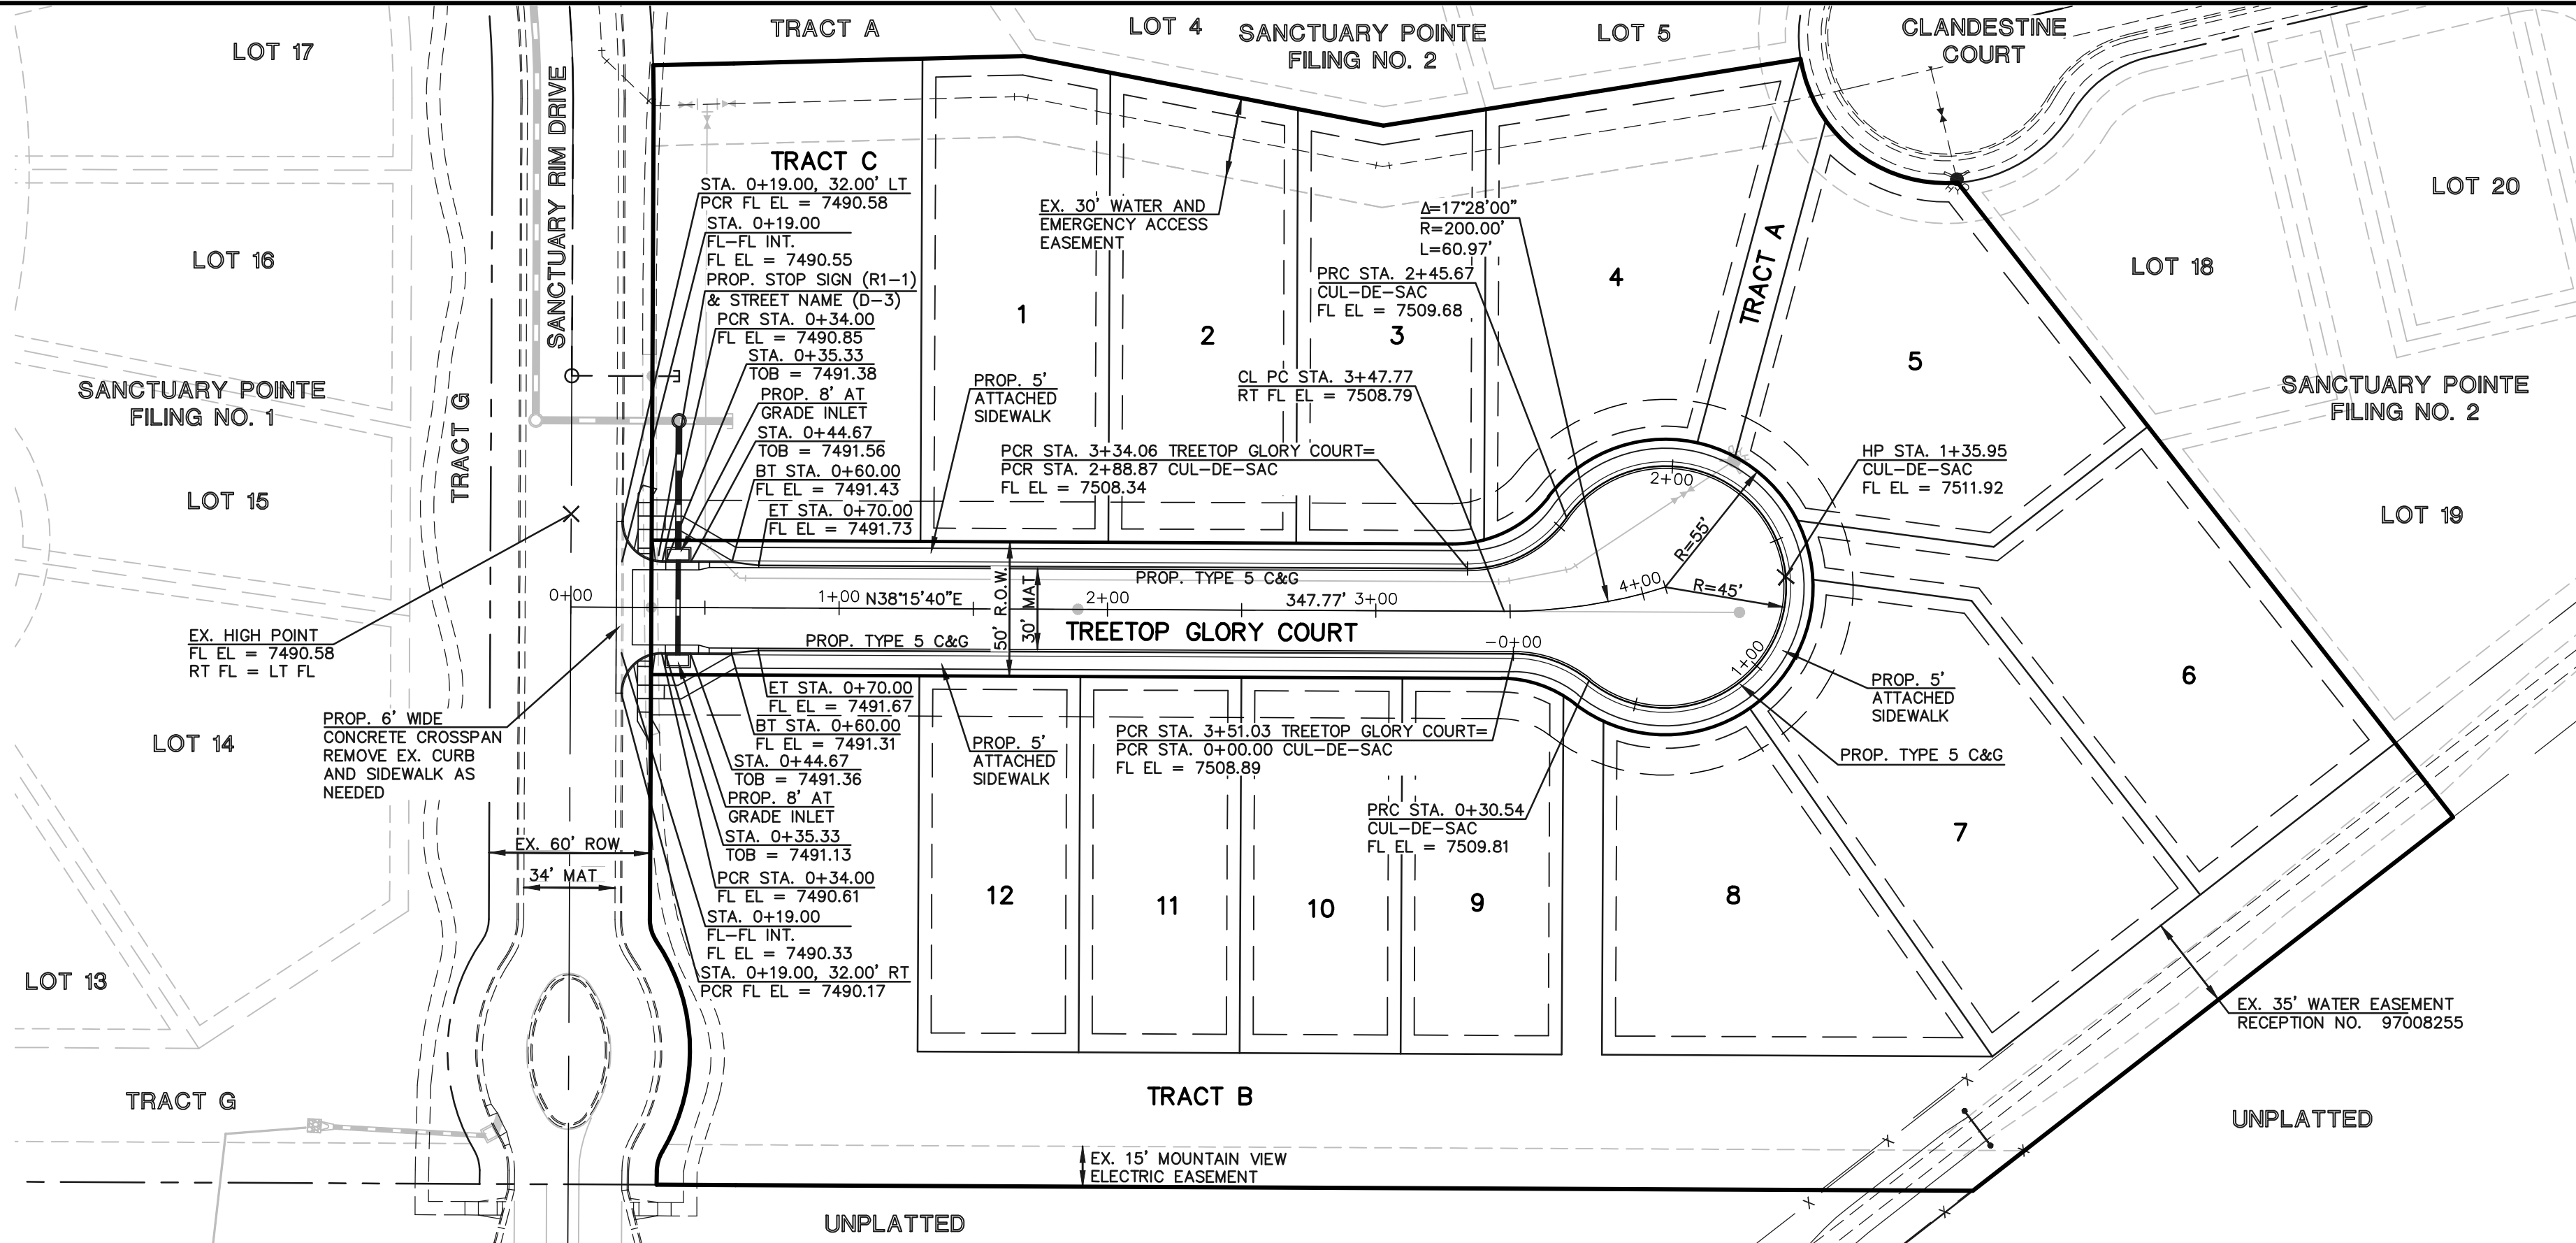 LOT 17
SANCTUARY RIM DRIVE
TRACT A
LOT 4
SANCTUARY POINTE
FILING NO. 2
LOT 5
CLANDESTINE
COURT
LOT 20
LOT 18
LOT 16
SANCTUARY POINTE
FILING NO. 1
TRACT G
LOT 15
EX. HIGH POINT
FL EL = 7490.58
RT FL = LT FL
LOT 14
PROP. 6' WIDE
CONCRETE CROSSPAN
REMOVE EX. CURB
AND SIDEWALK AS
NEEDED
EX. 60' ROW
34' MAT
LOT 13
TRACT G
TRACT C
STA. 0+19.00, 32.00' LT
PCR FL EL = 7490.58
STA. 0+19.00
FL-FL INT.
FL EL = 7490.55
PROP. STOP SIGN (R1-1)
& STREET NAME (D-3)
PCR STA. 0+34.00
FL EL = 7490.85
STA. 0+35.33
TOB = 7491.38
PROP. 8' AT
GRADE INLET
STA. 0+44.67
TOB = 7491.56
BT STA. 0+60.00
FL EL = 7491.43
ET STA. 0+70.00
FL EL = 7491.73
1
2
3
4
5
6
7
8
9
10
11
12
EX. 30' WATER AND
EMERGENCY ACCESS
EASEMENT
Δ=17°28'00"
R=200.00'
L=60.97'
PRC STA. 2+45.67
CUL-DE-SAC
FL EL = 7509.68
CL PC STA. 3+47.77
RT FL EL = 7508.79
PROP. 5'
ATTACHED
SIDEWALK
PCR STA. 3+34.06 TREETOP GLORY COURT=
PCR STA. 2+88.87 CUL-DE-SAC
FL EL = 7508.34
TRACT A
HP STA. 1+35.95
CUL-DE-SAC
FL EL = 7511.92
SANCTUARY POINTE
FILING NO. 2
LOT 19
2+00
R=55'
R=45'
4+00
1+00
-0+00
0+00
1+00
N38°15'40"E
2+00
347.77'
3+00
PROP. TYPE 5 C&G
50' R.O.W.
30' MAT
TREETOP GLORY COURT
PROP. TYPE 5 C&G
PROP. 5'
ATTACHED
SIDEWALK
PROP. TYPE 5 C&G
ET STA. 0+70.00
FL EL = 7491.67
BT STA. 0+60.00
FL EL = 7491.31
STA. 0+44.67
TOB = 7491.36
PROP. 8' AT
GRADE INLET
STA. 0+35.33
TOB = 7491.13
PCR STA. 0+34.00
FL EL = 7490.61
STA. 0+19.00
FL-FL INT.
FL EL = 7490.33
STA. 0+19.00, 32.00' RT
PCR FL EL = 7490.17
PROP. 5'
ATTACHED
SIDEWALK
PCR STA. 3+51.03 TREETOP GLORY COURT=
PCR STA. 0+00.00 CUL-DE-SAC
FL EL = 7508.89
PRC STA. 0+30.54
CUL-DE-SAC
FL EL = 7509.81
EX. 35' WATER EASEMENT
RECEPTION NO. 97008255
TRACT B
EX. 15' MOUNTAIN VIEW
ELECTRIC EASEMENT
UNPLATTED
UNPLATTED